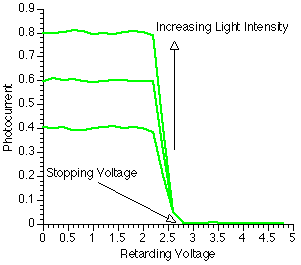 0.9
Increasing Light Intensity
0.8
0.7
0.6
0.5
Photocurrent
0.4
0.3
Stopping Voltage
0.2
0.1
0
0 0.5 1 1.5 2 2.5 3 3.5 4 4.5 5
Retarding Voltage